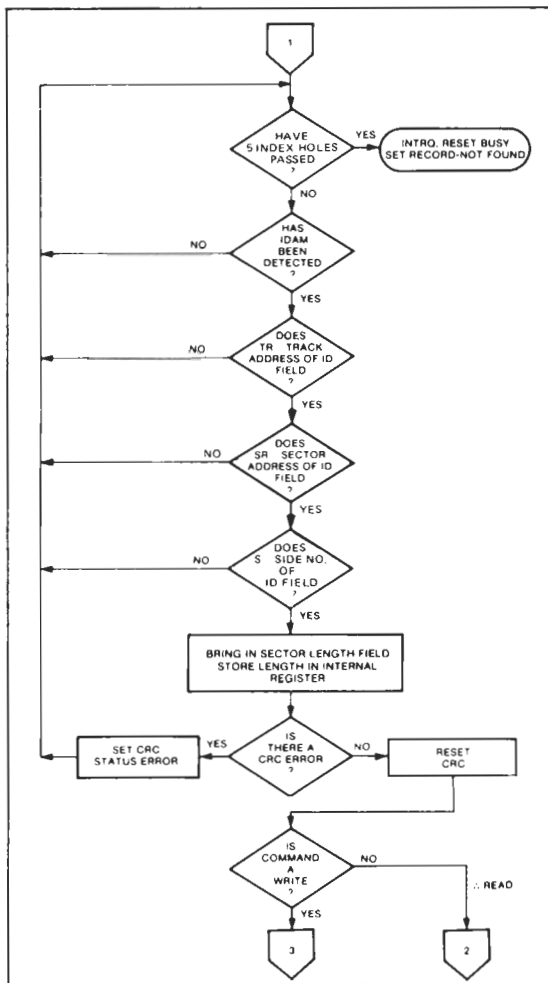 1
HAVE
5 INDEX HOLES
PASSED
?
YES
INTRQ, RESET BUSY
SET RECORD-NOT FOUND
NO
HAS
IDAM
BEEN
DETECTED
?
NO
YES
DOES
TR TRACK
ADDRESS OF ID
FIELD
?
NO
YES
DOES
SR SECTOR
ADDRESS OF ID
FIELD
?
NO
YES
DOES
S SIDE NO.
OF
ID FIELD
?
NO
YES
BRING IN SECTOR LENGTH FIELD
STORE LENGTH IN INTERNAL
REGISTER
SET CRC
STATUS ERROR
YES
IS
THERE A
CRC ERROR
?
NO
RESET
CRC
IS
COMMAND
A
WRITE
?
NO
∴ READ
YES
3
2